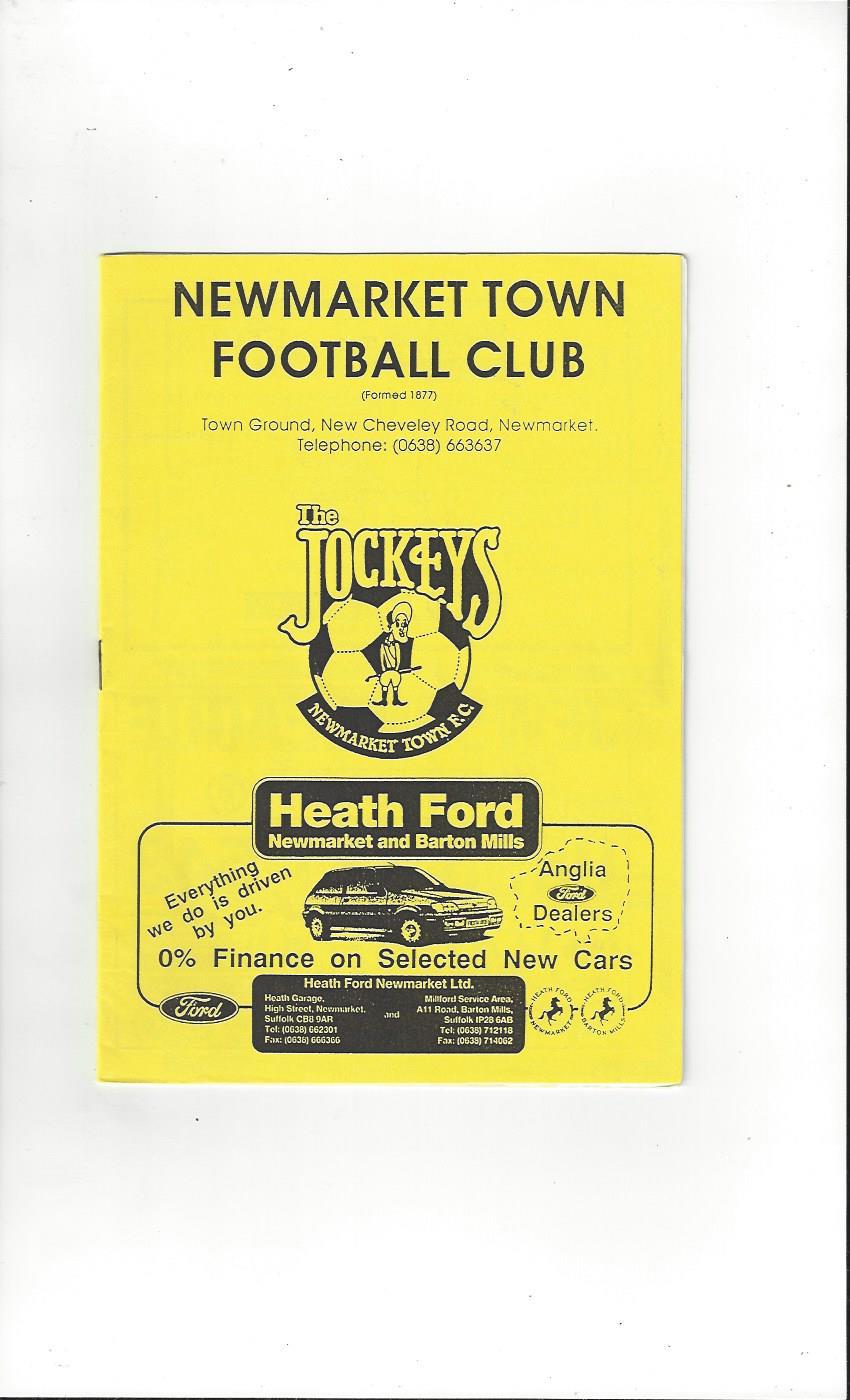 NEWMARKET TOWN
FOOTBALL CLUB
(Formed 1877)
Town Ground, New Cheveley Road, Newmarket.
Telephone: (0638) 663637
The
JOCKEYS
NEWMARKET TOWN F.C.
Heath Ford
Newmarket and Barton Mills
Everything
we do is driven
by you.
Anglia
Ford
Dealers
0% Finance on Selected New Cars
Heath Ford Newmarket Ltd.
Heath Garage,
High Street, Newmarket,
Suffolk CB8 9AR
Tel: (0638) 662301
Fax: (0638) 666366
and
Millford Service Area,
A11 Road, Barton Mills,
Suffolk IP28 6AB
Tel: (0638) 712118
Fax: (0638) 714062
Ford
HEATH FORD
NEWMARKET
HEATH FORD
BARTON MILLS